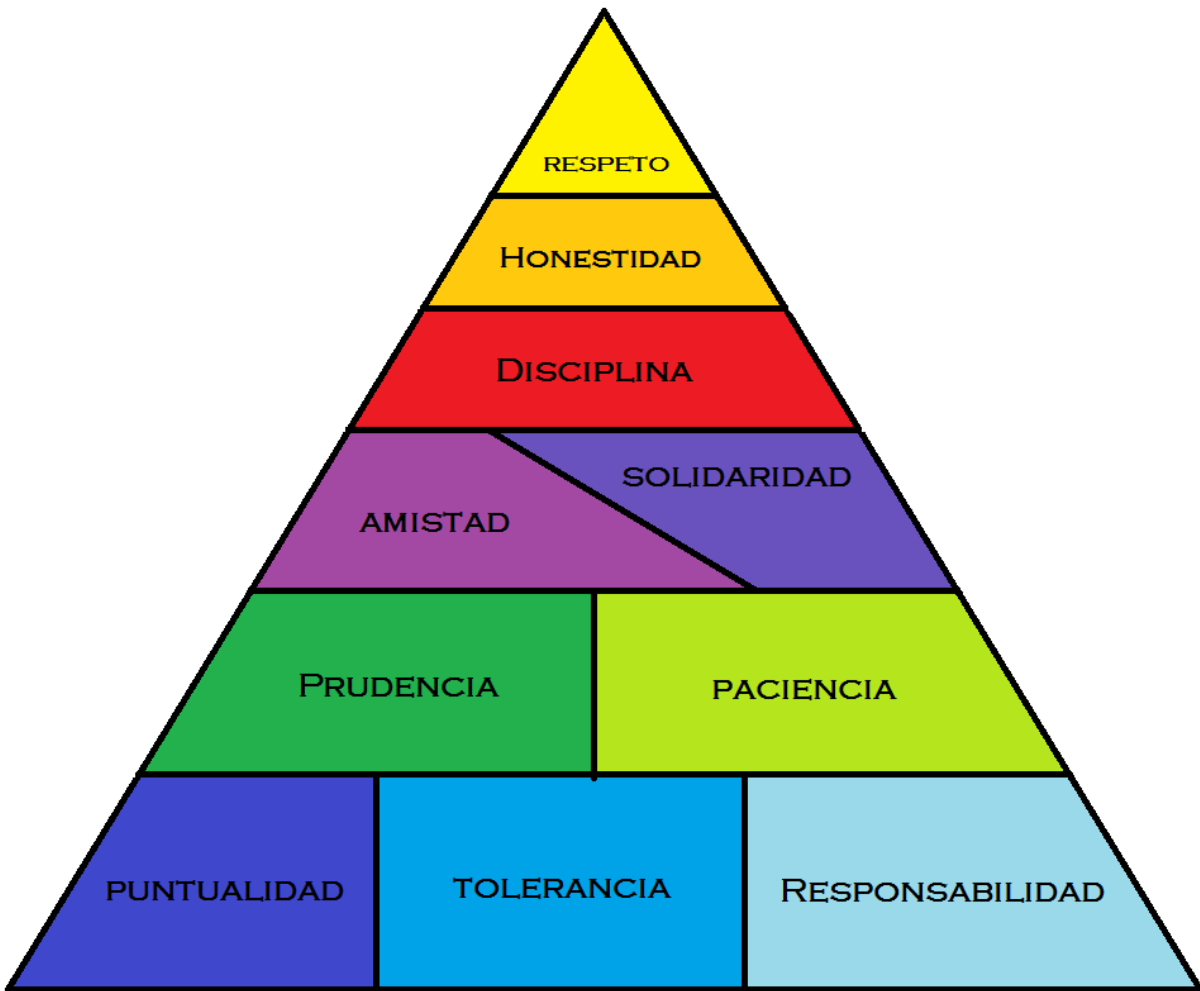 RESPETO
HONESTIDAD
DISCIPLINA
SOLIDARIDAD
AMISTAD
PRUDENCIA
PACIENCIA
PUNTUALIDAD
TOLERANCIA
RESPONSABILIDAD